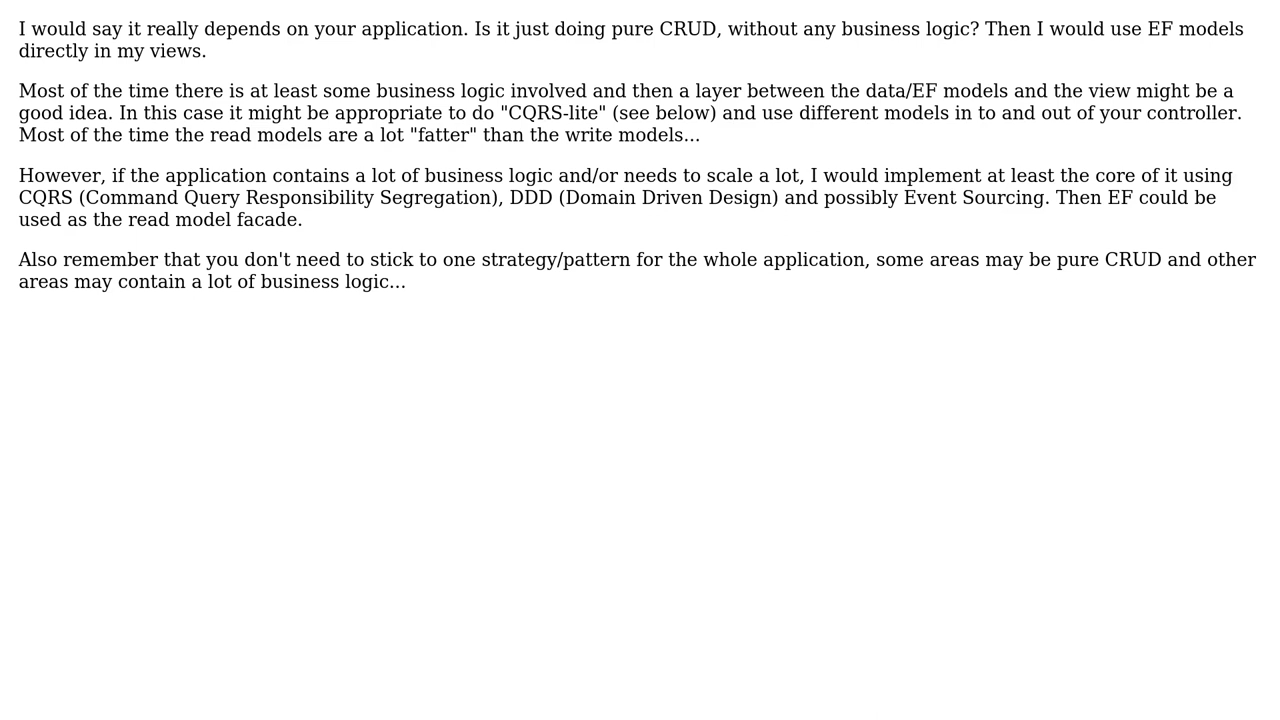 I would say it really depends on your application. Is it just doing pure CRUD, without any business logic? Then I would use EF models
directly in my views.
Most of the time there is at least some business logic involved and then a layer between the data/EF models and the view might be a
good idea. In this case it might be appropriate to do "CQRS-lite" (see below) and use different models in to and out of your controller.
Most of the time the read models are a lot "fatter" than the write models...
However, if the application contains a lot of business logic and/or needs to scale a lot, I would implement at least the core of it using
CQRS (Command Query Responsibility Segregation), DDD (Domain Driven Design) and possibly Event Sourcing. Then EF could be
used as the read model facade.
Also remember that you don't need to stick to one strategy/pattern for the whole application, some areas may be pure CRUD and other
areas may contain a lot of business logic...